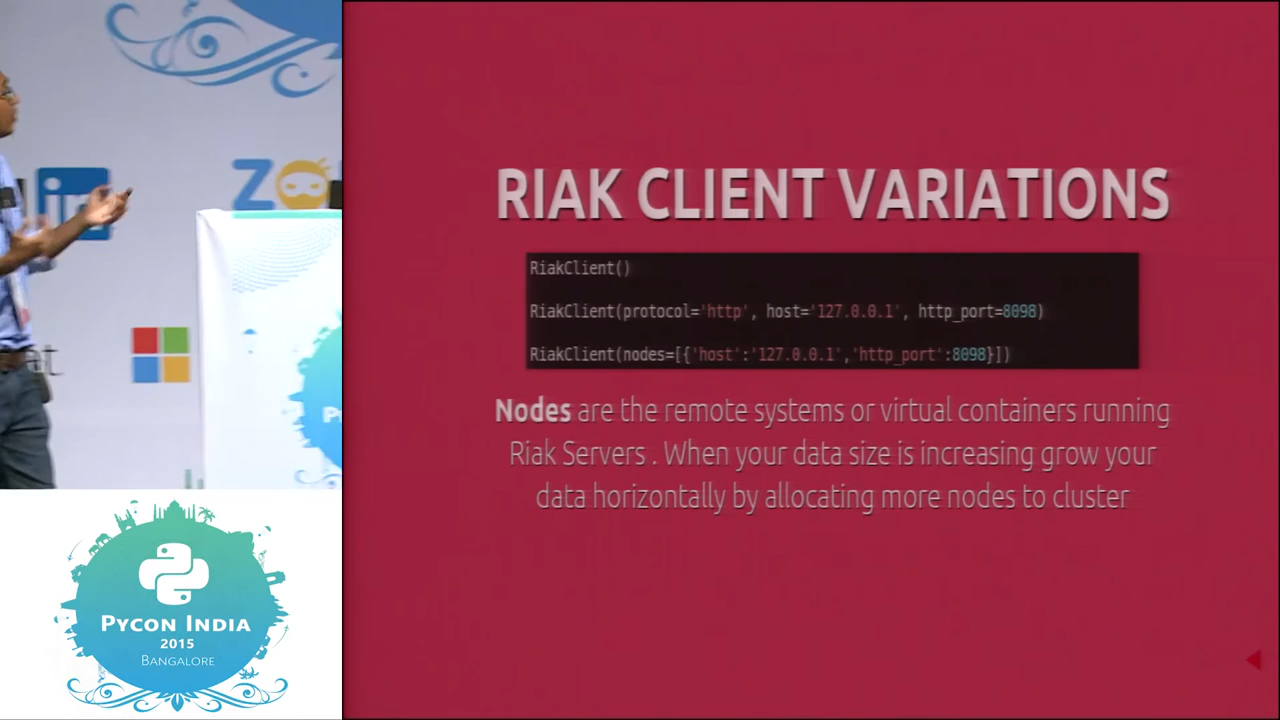 in
RIAK CLIENT VARIATIONS
RiakClient()
RiakClient(protocol='http', host='127.0.0.1', http_port=8098)
RiakClient(nodes=[{'host':'127.0.0.1','http_port':8098}])
Nodes are the remote systems or virtual containers running
Riak Servers . When your data size is increasing grow your
data horizontally by allocating more nodes to cluster
PYCON INDIA
2015
BANGALORE